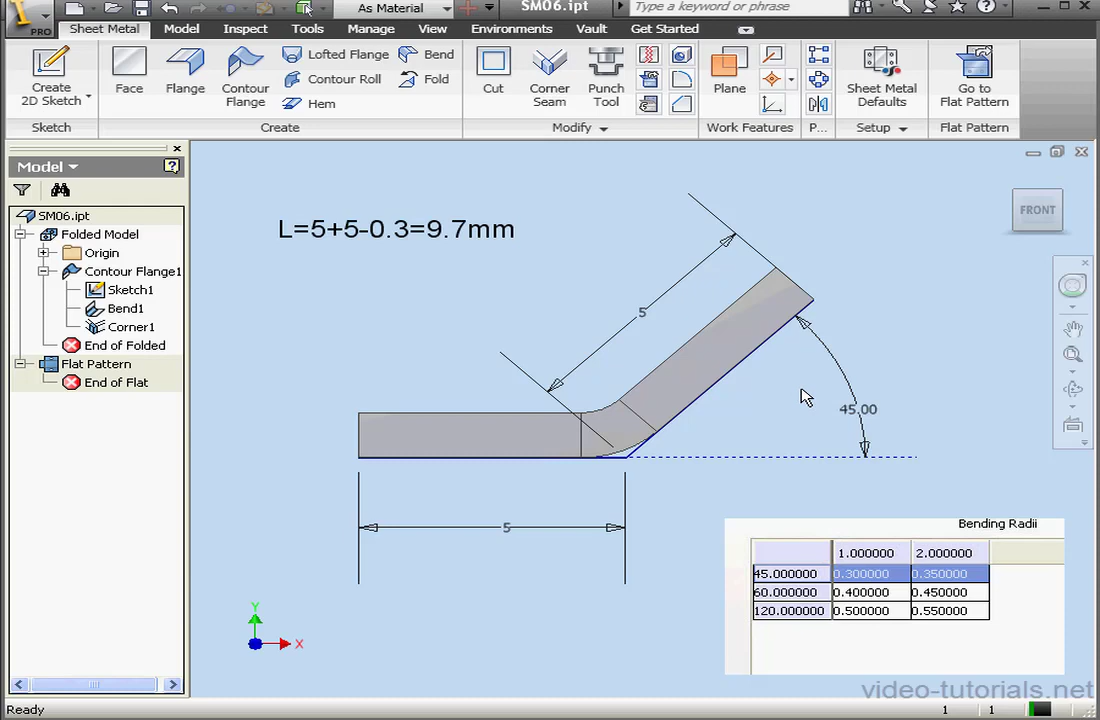 As Material
SM06.ipt
Type a keyword or phrase
PRO
Sheet Metal Model Inspect Tools Manage View Environments Vault Get Started
Create
2D Sketch
Face
Flange
Contour
Flange
Lofted Flange
Contour Roll
Hem
Bend
Fold
Cut
Corner
Seam
Punch
Tool
Plane
Sheet Metal
Defaults
Go to
Flat Pattern
Sketch Create Modify Work Features P... Setup Flat Pattern
Model
SM06.ipt
Folded Model
Origin
Contour Flange1
Sketch1
Bend1
Corner1
End of Folded
Flat Pattern
End of Flat
L=5+5-0.3=9.7mm
FRONT
5
45.00
5
Y
X
Bending Radii
1.000000 2.000000
45.000000 0.300000 0.350000
60.000000 0.400000 0.450000
120.000000 0.500000 0.550000
video-tutorials.net
Ready 1 1